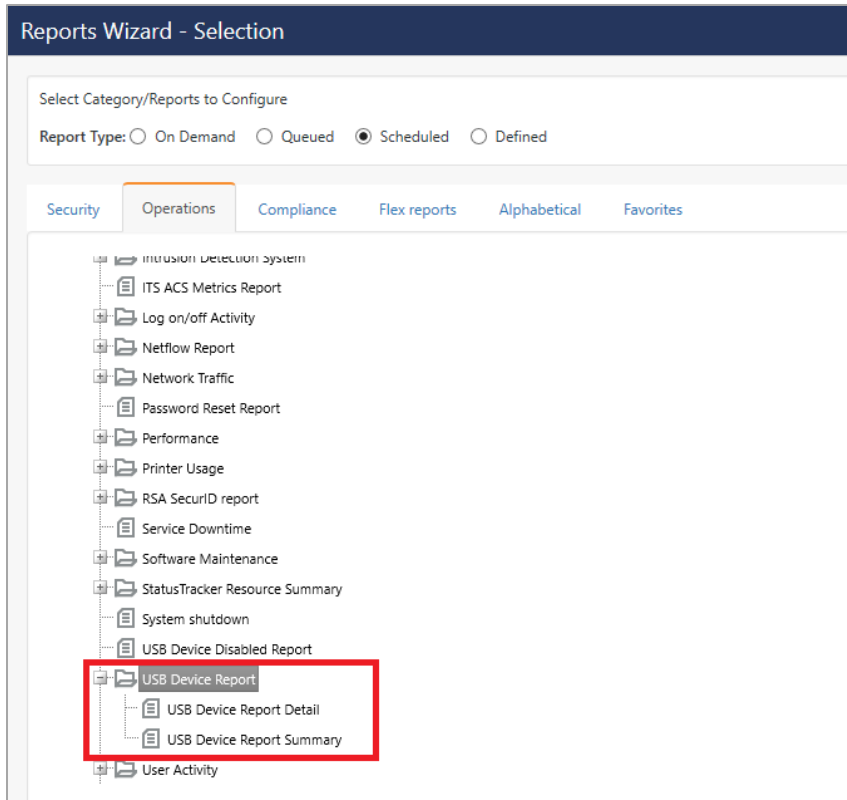 Reports Wizard - Selection
Select Category/Reports to Configure
Report Type: On Demand Queued Scheduled Defined
Security Operations Compliance Flex reports Alphabetical Favorites
Intrusion Detection System
ITS ACS Metrics Report
Log on/off Activity
Netflow Report
Network Traffic
Password Reset Report
Performance
Printer Usage
RSA SecurID report
Service Downtime
Software Maintenance
StatusTracker Resource Summary
System shutdown
USB Device Disabled Report
USB Device Report
USB Device Report Detail
USB Device Report Summary
User Activity